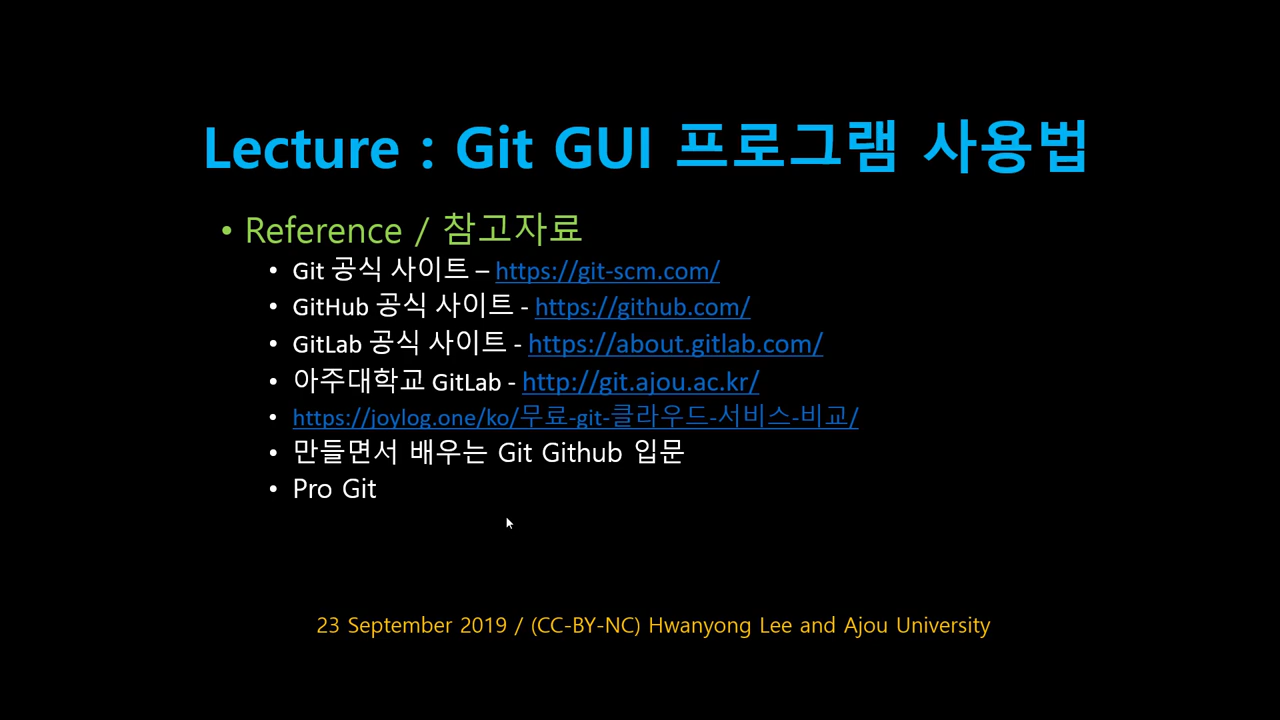 Lecture : Git GUI 프로그램 사용법
• Reference / 참고자료
• Git 공식 사이트 – https://git-scm.com/
• GitHub 공식 사이트 - https://github.com/
• GitLab 공식 사이트 - https://about.gitlab.com/
• 아주대학교 GitLab - http://git.ajou.ac.kr/
• https://joylog.one/ko/무료-git-클라우드-서비스-비교/
• 만들면서 배우는 Git Github 입문
• Pro Git
23 September 2019 / (CC-BY-NC) Hwanyong Lee and Ajou University